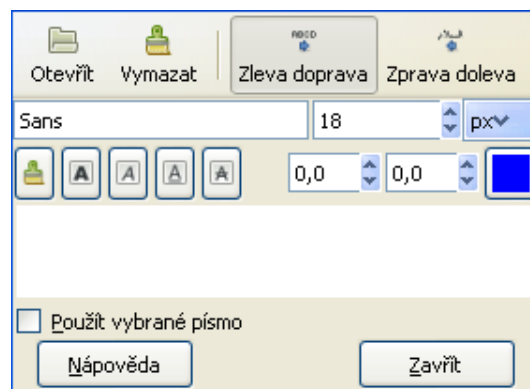 Otevřít Vymazat Zleva doprava Zprava doleva
Sans 18 px
A A A A 0,0 0,0
Použít vybrané písmo
Nápověda Zavřít